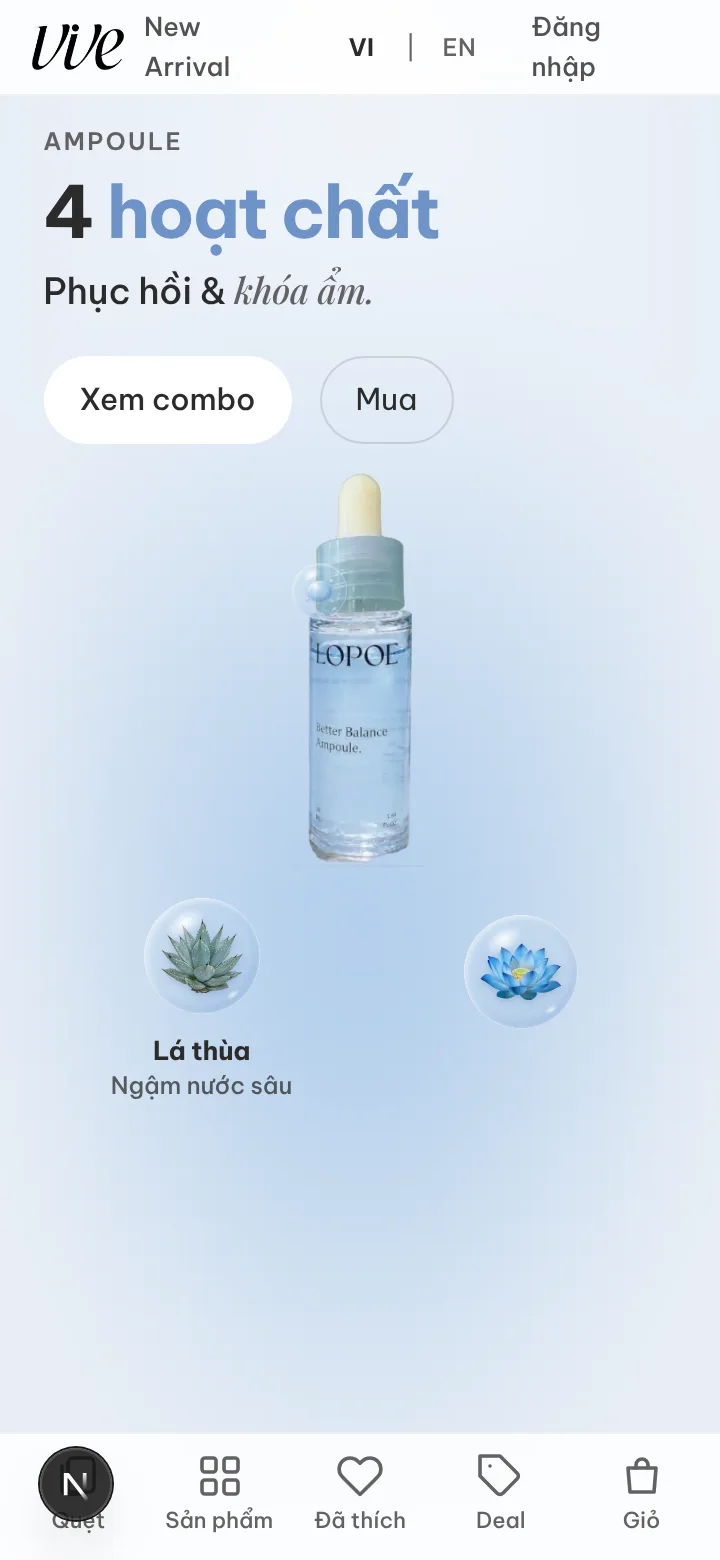 ViVe
New
Arrival
VI | EN
Đăng
nhập
AMPOULE
4 hoạt chất
Phục hồi & khóa ẩm.
Xem combo
Mua
LOPOE
Better Balance
Ampoule.
Lá thùa
Ngậm nước sâu
N
Quẹt
Sản phẩm
Đã thích
Deal
Giỏ